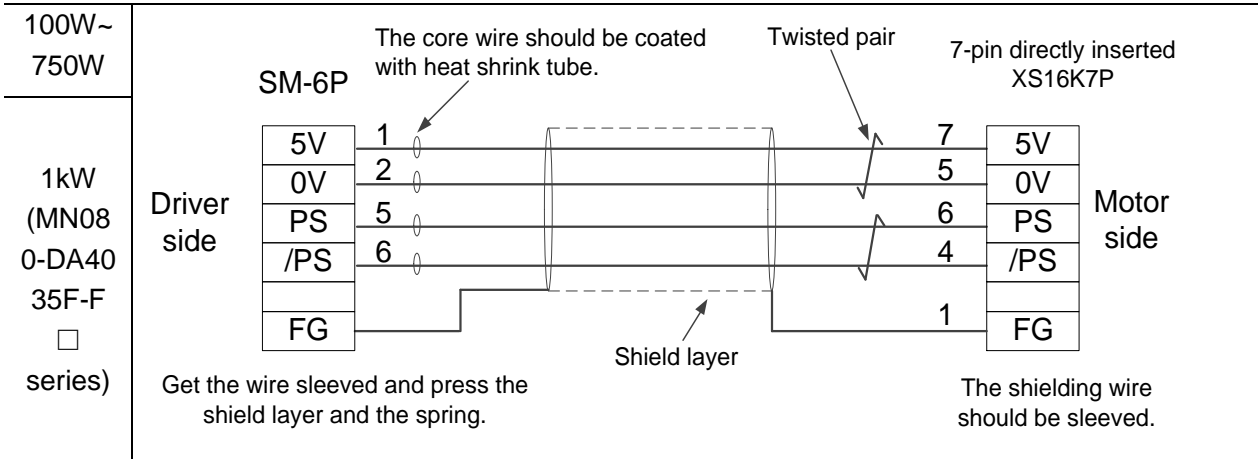 100W~
750W
1kW
(MN08
0-DA40
35F-F
□
series)
The core wire should be coated
with heat shrink tube.
Twisted pair
7-pin directly inserted
XS16K7P
SM-6P
Driver
side
5V 1 7 5V
0V 2 5 0V
PS 5 6 PS
/PS 6 4 /PS
FG 1 FG
Motor
side
Shield layer
Get the wire sleeved and press the
shield layer and the spring.
The shielding wire
should be sleeved.